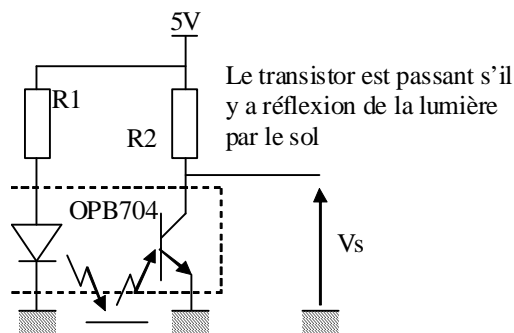 5V
R1
R2
Le transistor est passant s'il
y a réflexion de la lumière
par le sol
OPB704
Vs